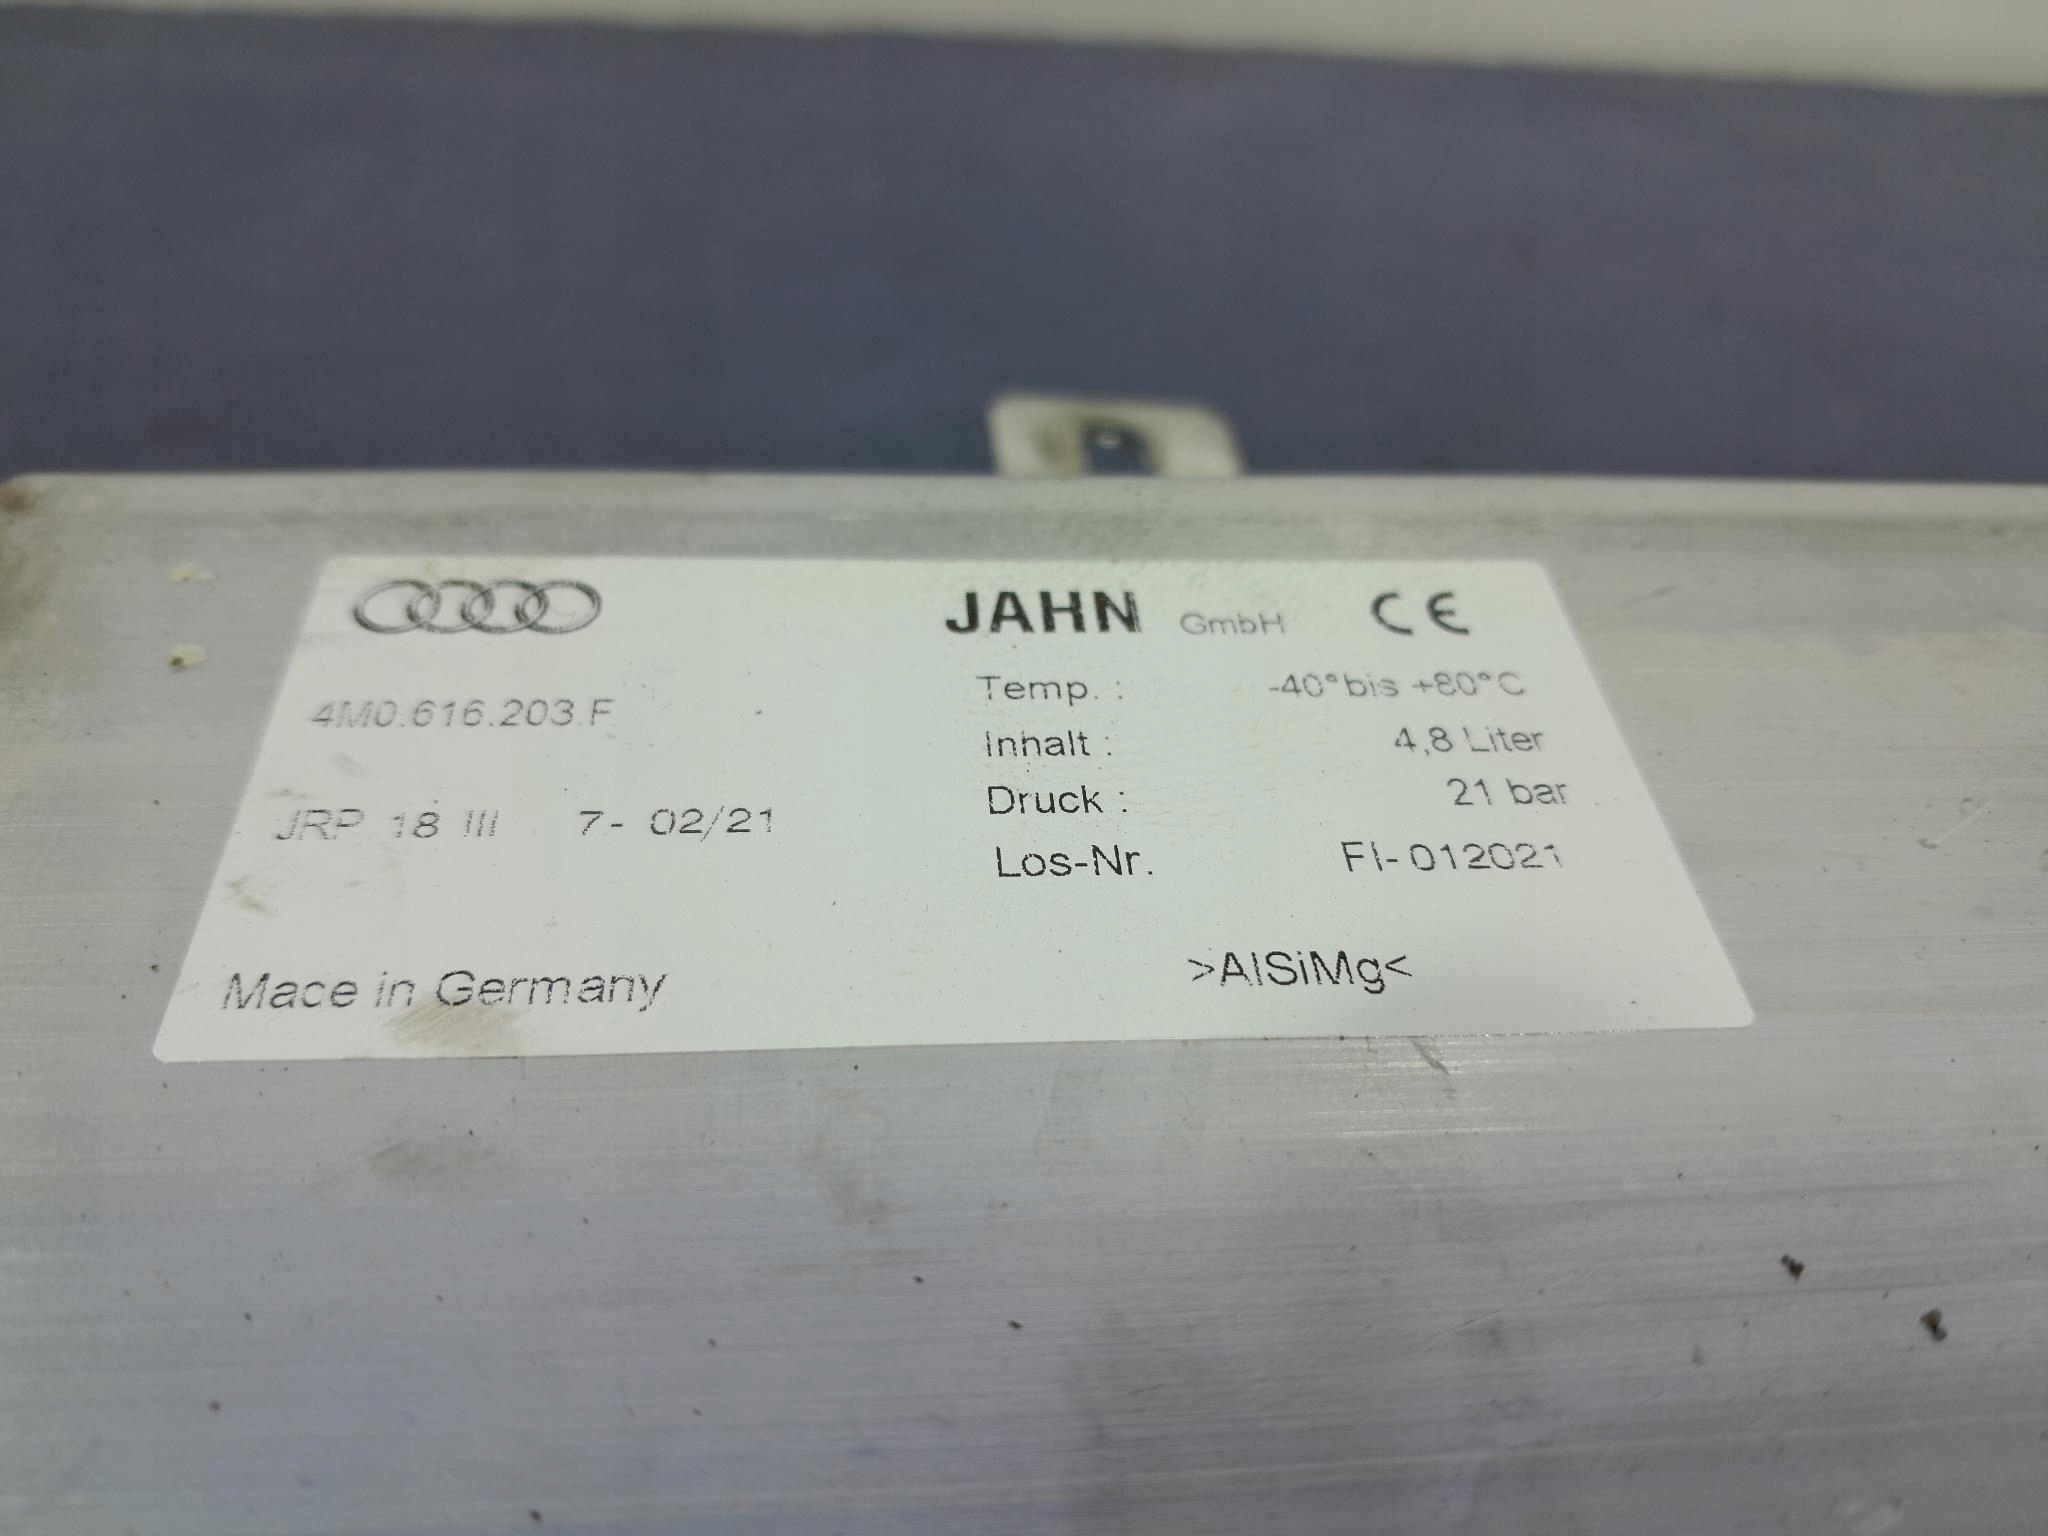 JAHN GmbH CE
4M0.616.203.F
JRP 18 III 7- 02/21
Made in Germany
Temp. : -40° bis +80°C
Inhalt : 4,8 Liter
Druck : 21 bar
Los-Nr. FI-012021
>AlSiMg<